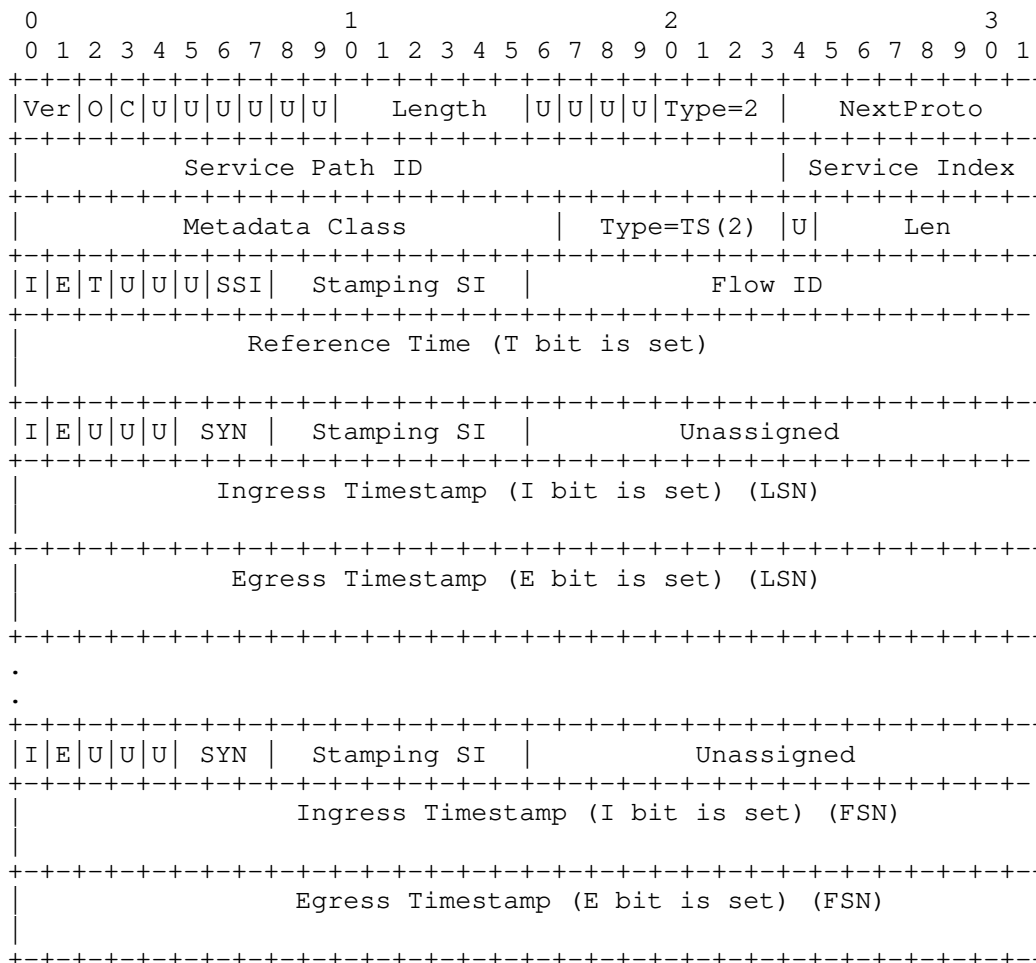 0                   1                   2                   3
 0 1 2 3 4 5 6 7 8 9 0 1 2 3 4 5 6 7 8 9 0 1 2 3 4 5 6 7 8 9 0 1
+-+-+-+-+-+-+-+-+-+-+-+-+-+-+-+-+-+-+-+-+-+-+-+-+-+-+-+-+-+-+-+--
|Ver|O|C|U|U|U|U|U|U|   Length  |U|U|U|U|Type=2 |   NextProto
+-+-+-+-+-+-+-+-+-+-+-+-+-+-+-+-+-+-+-+-+-+-+-+-+-+-+-+-+-+-+-+--
|          Service Path ID                      | Service Index
+-+-+-+-+-+-+-+-+-+-+-+-+-+-+-+-+-+-+-+-+-+-+-+-+-+-+-+-+-+-+-+--
|          Metadata Class         |  Type=TS(2)  |U|     Len
+-+-+-+-+-+-+-+-+-+-+-+-+-+-+-+-+-+-+-+-+-+-+-+-+-+-+-+-+-+-+-+--
|I|E|T|U|U|U|SSI|  Stamping SI  |           Flow ID
+-+-+-+-+-+-+-+-+-+-+-+-+-+-+-+-+-+-+-+-+-+-+-+-+-+-+-+-+-+-+-+-
|              Reference Time (T bit is set)
|
+-+-+-+-+-+-+-+-+-+-+-+-+-+-+-+-+-+-+-+-+-+-+-+-+-+-+-+-+-+-+-+--
|I|E|U|U|U| SYN |  Stamping SI  |         Unassigned
+-+-+-+-+-+-+-+-+-+-+-+-+-+-+-+-+-+-+-+-+-+-+-+-+-+-+-+-+-+-+-+-
|            Ingress Timestamp (I bit is set) (LSN)
|
+-+-+-+-+-+-+-+-+-+-+-+-+-+-+-+-+-+-+-+-+-+-+-+-+-+-+-+-+-+-+-+--
|             Egress Timestamp (E bit is set) (LSN)
|
+-+-+-+-+-+-+-+-+-+-+-+-+-+-+-+-+-+-+-+-+-+-+-+-+-+-+-+-+-+-+-+--
.
.
+-+-+-+-+-+-+-+-+-+-+-+-+-+-+-+-+-+-+-+-+-+-+-+-+-+-+-+-+-+-+-+--
|I|E|U|U|U| SYN |  Stamping SI  |          Unassigned
+-+-+-+-+-+-+-+-+-+-+-+-+-+-+-+-+-+-+-+-+-+-+-+-+-+-+-+-+-+-+-+-
|                 Ingress Timestamp (I bit is set) (FSN)
|
+-+-+-+-+-+-+-+-+-+-+-+-+-+-+-+-+-+-+-+-+-+-+-+-+-+-+-+-+-+-+-+--
|                 Egress Timestamp (E bit is set) (FSN)
|
+-+-+-+-+-+-+-+-+-+-+-+-+-+-+-+-+-+-+-+-+-+-+-+-+-+-+-+-+-+-+-+--